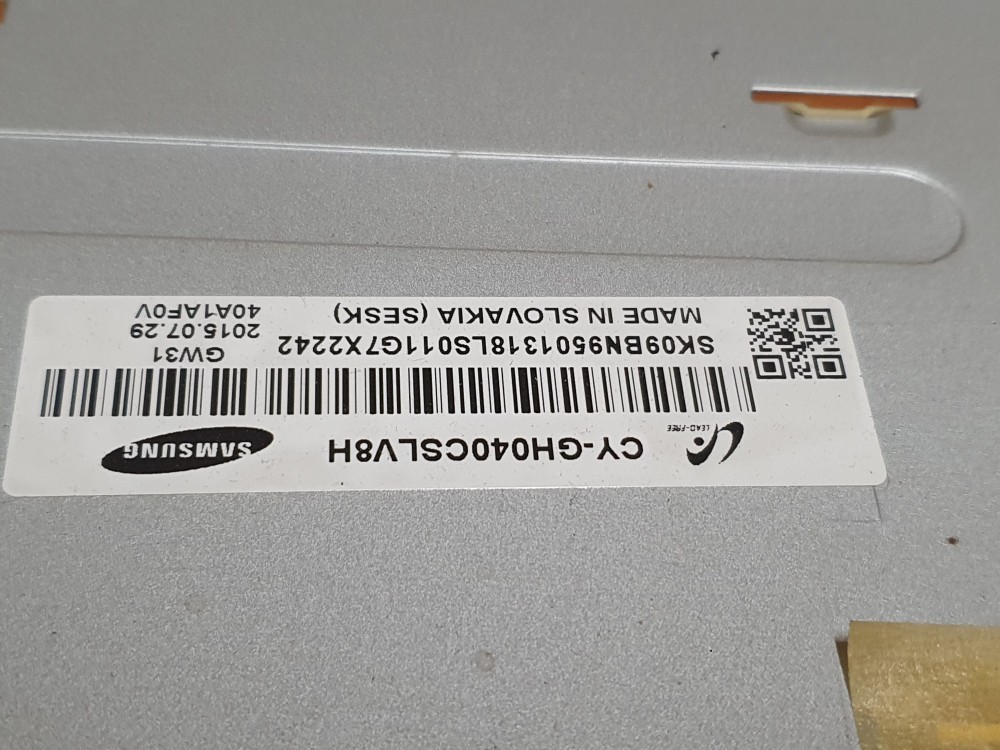 CY-GH040CSLV8H
SAMSUNG
LEAD-FREE
SK09BN9501318LS011G7X2242
GW31
MADE IN SLOVAKIA (SESK)
2015.07.29
40A1AF0V